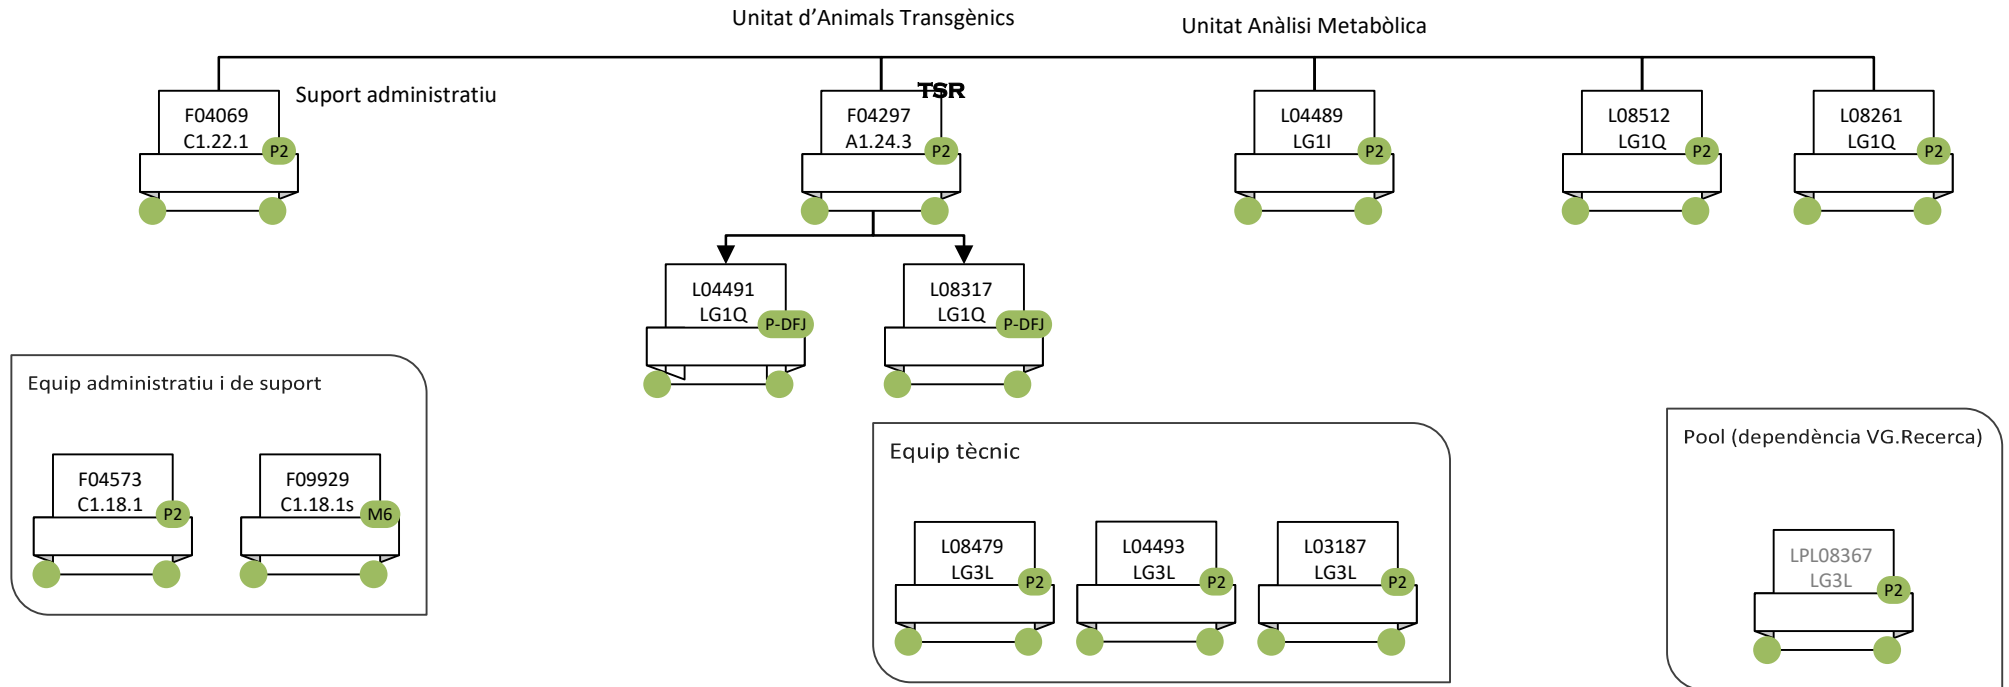 Unitat d’Animals Transgènics
Unitat Anàlisi Metabòlica
Suport administratiu
TSR
F04069
C1.22.1
P2
F04297
A1.24.3
P2
L04489
LG1I
P2
L08512
LG1Q
P2
L08261
LG1Q
P2
L04491
LG1Q
P-DFJ
L08317
LG1Q
P-DFJ
Equip administratiu i de suport
F04573
C1.18.1
P2
F09929
C1.18.1s
M6
Equip tècnic
L08479
LG3L
P2
L04493
LG3L
P2
L03187
LG3L
P2
Pool (dependència VG.Recerca)
LPL08367
LG3L
P2